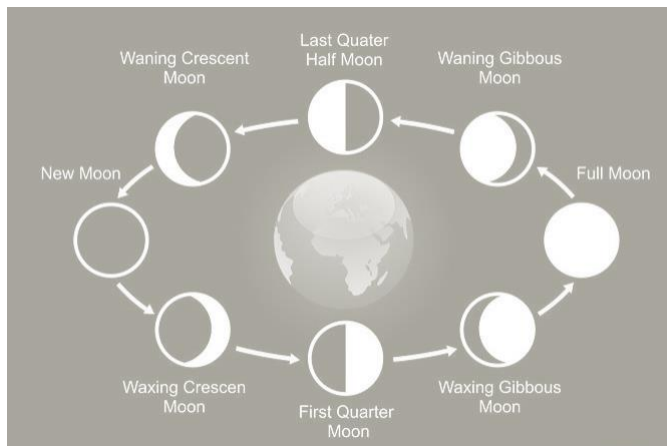 Last Quater
Half Moon
Waning Crescent
Moon
Waning Gibbous
Moon
New Moon
Full Moon
Waxing Crescen
Moon
First Quarter
Moon
Waxing Gibbous
Moon